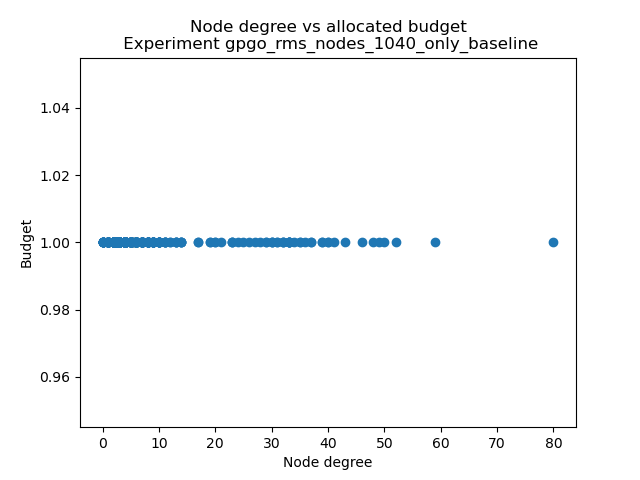 Node degree vs allocated budget
Experiment gpgo_rms_nodes_1040_only_baseline
1.04
1.02
1.00
0.98
0.96
Budget
0 10 20 30 40 50 60 70 80
Node degree